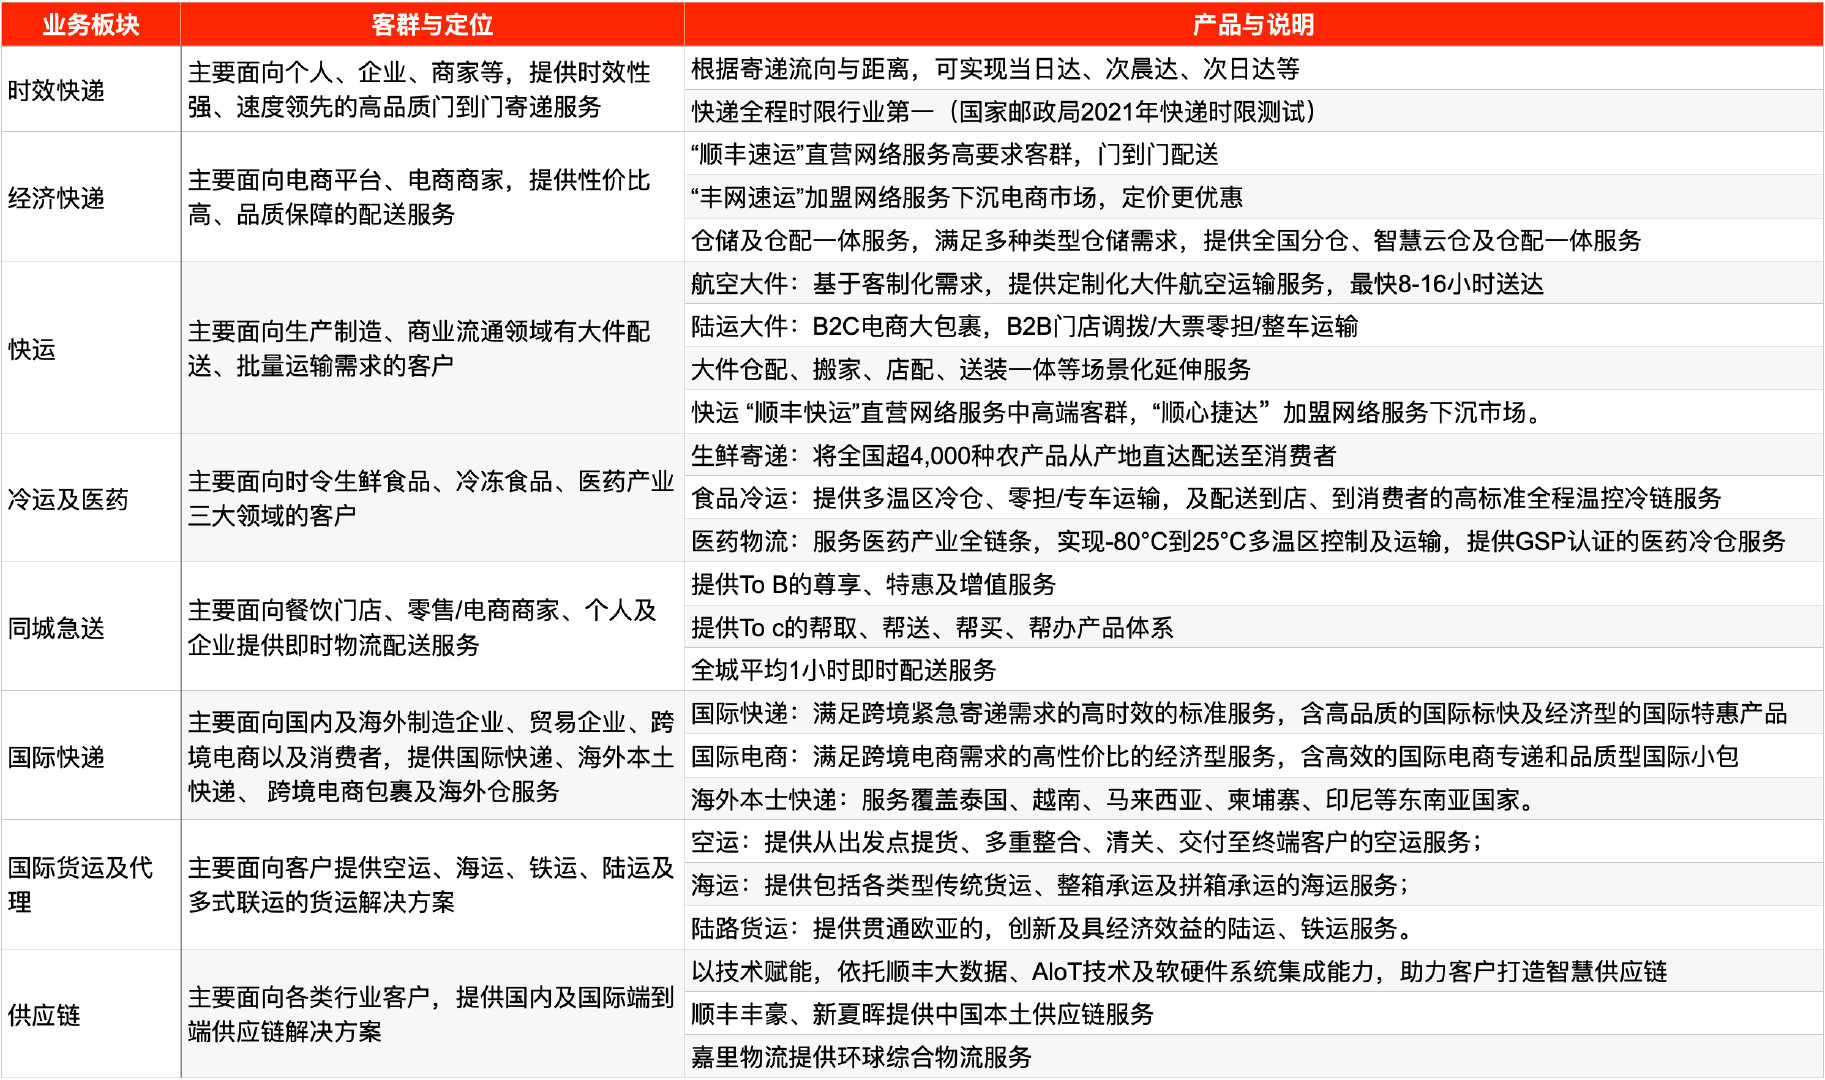 业务板块
客群与定位
产品与说明
时效快递
主要面向个人、企业、商家等，提供时效性
强、速度领先的高品质门到门寄递服务
根据寄递流向与距离，可实现当日达、次晨达、次日达等
快递全程时限行业第一（国家邮政局2021年快递时限测试）
经济快递
主要面向电商平台、电商商家，提供性价比
高、品质保障的配送服务
“顺丰速运”直营网络服务高要求客群，门到门配送
“丰网速运”加盟网络服务下沉电商市场，定价更优惠
仓储及仓配一体服务，满足多种类型仓储需求，提供全国分仓、智慧云仓及仓配一体服务
快运
主要面向生产制造、商业流通领域有大件配
送、批量运输需求的客户
航空大件：基于客制化需求，提供定制化大件航空运输服务，最快8-16小时送达
陆运大件：B2C电商大包裹，B2B门店调拨/大票零担/整车运输
大件仓配、搬家、店配、送装一体等场景化延伸服务
快运 “顺丰快运”直营网络服务中高端客群，“顺心捷达”加盟网络服务下沉市场。
冷运及医药
主要面向时令生鲜食品、冷冻食品、医药产业
三大领域的客户
生鲜寄递：将全国超4,000种农产品从产地直达配送至消费者
食品冷运：提供多温区冷仓、零担/专车运输，及配送到店、到消费者的高标准全程温控冷链服务
医药物流：服务医药产业全链条，实现-80°C到25°C多温区控制及运输，提供GSP认证的医药冷仓服务
同城急送
主要面向餐饮门店、零售/电商商家、个人及
企业提供即时物流配送服务
提供To B的尊享、特惠及增值服务
提供To c的帮取、帮送、帮买、帮办产品体系
全城平均1小时即时配送服务
国际快递
主要面向国内及海外制造企业、贸易企业、跨
境电商以及消费者，提供国际快递、海外本土
快递、 跨境电商包裹及海外仓服务
国际快递：满足跨境紧急寄递需求的高时效的标准服务，含高品质的国际标快及经济型的国际特惠产品
国际电商：满足跨境电商需求的高性价比的经济型服务，含高效的国际电商专递和品质型国际小包
海外本士快递：服务覆盖泰国、越南、马来西亚、柬埔寨、印尼等东南亚国家。
国际货运及代
理
主要面向客户提供空运、海运、铁运、陆运及
多式联运的货运解决方案
空运：提供从出发点提货、多重整合、清关、交付至终端客户的空运服务；
海运：提供包括各类型传统货运、整箱承运及拼箱承运的海运服务；
陆路货运：提供贯通欧亚的，创新及具经济效益的陆运、铁运服务。
供应链
主要面向各类行业客户，提供国内及国际端到
端供应链解决方案
以技术赋能，依托顺丰大数据、AIoT技术及软硬件系统集成能力，助力客户打造智慧供应链
顺丰丰豪、新夏晖提供中国本土供应链服务
嘉里物流提供环球综合物流服务